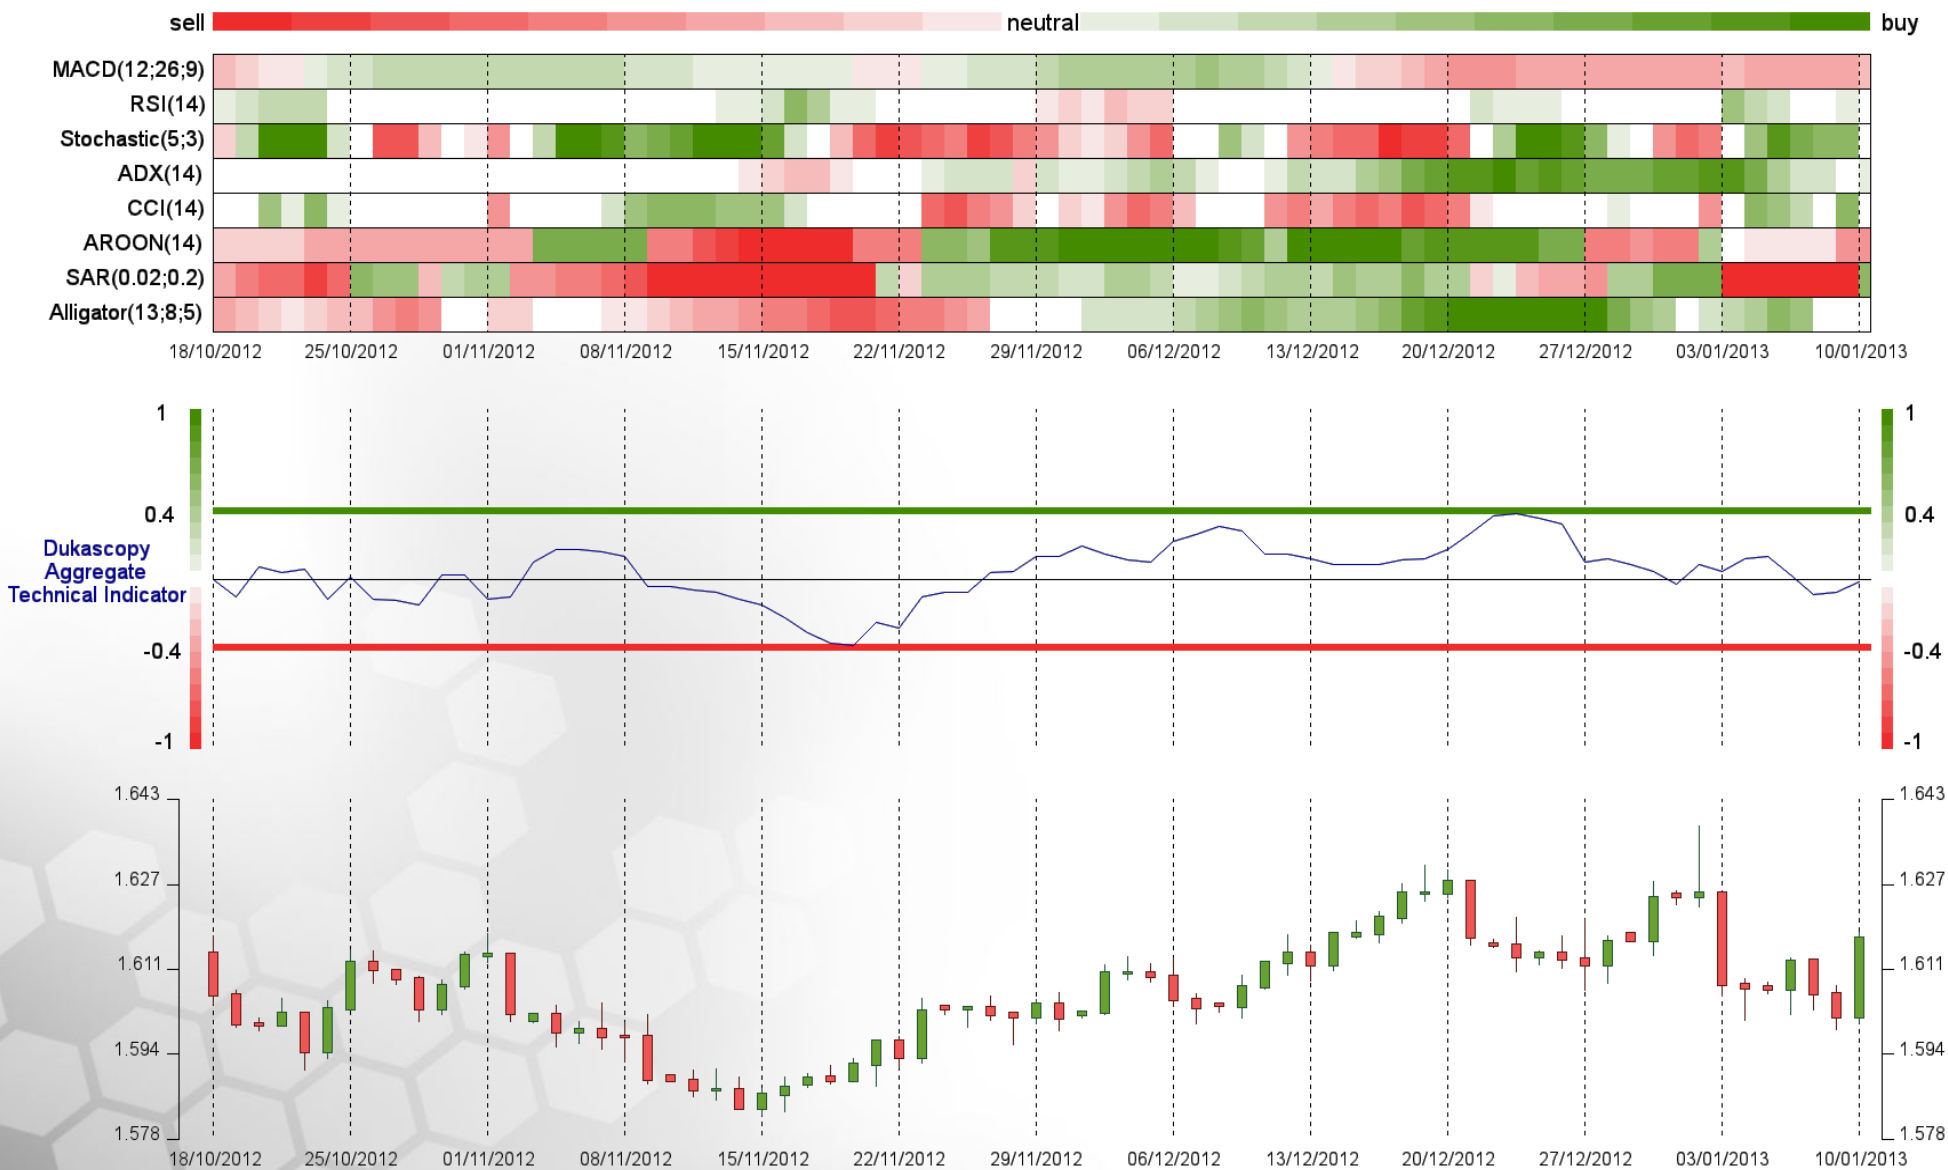 sell neutral buy
MACD(12;26;9)
RSI(14)
Stochastic(5;3)
ADX(14)
CCI(14)
AROON(14)
SAR(0.02;0.2)
Alligator(13;8;5)
18/10/2012 25/10/2012 01/11/2012 08/11/2012 15/11/2012 22/11/2012 29/11/2012 06/12/2012 13/12/2012 20/12/2012 27/12/2012 03/01/2013 10/01/2013
1 1
0.4 0.4
Dukascopy
Aggregate
Technical Indicator
-0.4 -0.4
-1 -1
1.643 1.643
1.627 1.627
1.611 1.611
1.594 1.594
1.578 1.578
18/10/2012 25/10/2012 01/11/2012 08/11/2012 15/11/2012 22/11/2012 29/11/2012 06/12/2012 13/12/2012 20/12/2012 27/12/2012 03/01/2013 10/01/2013